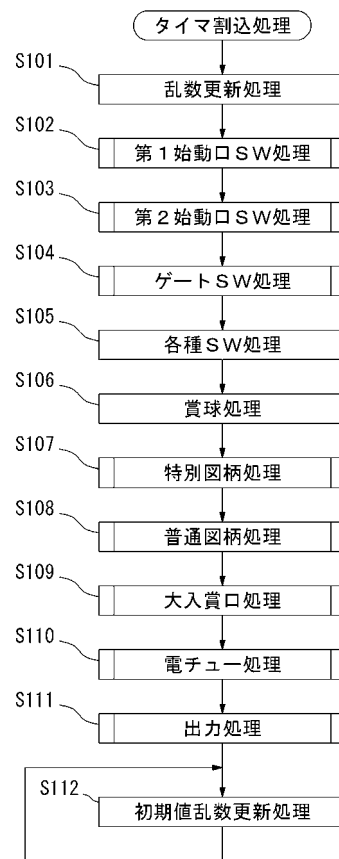 タイマ割込処理
S101
乱数更新処理
S102
第1始動口SW処理
S103
第2始動口SW処理
S104
ゲートSW処理
S105
各種SW処理
S106
賞球処理
S107
特別図柄処理
S108
普通図柄処理
S109
大入賞口処理
S110
電チュー処理
S111
出力処理
S112
初期値乱数更新処理